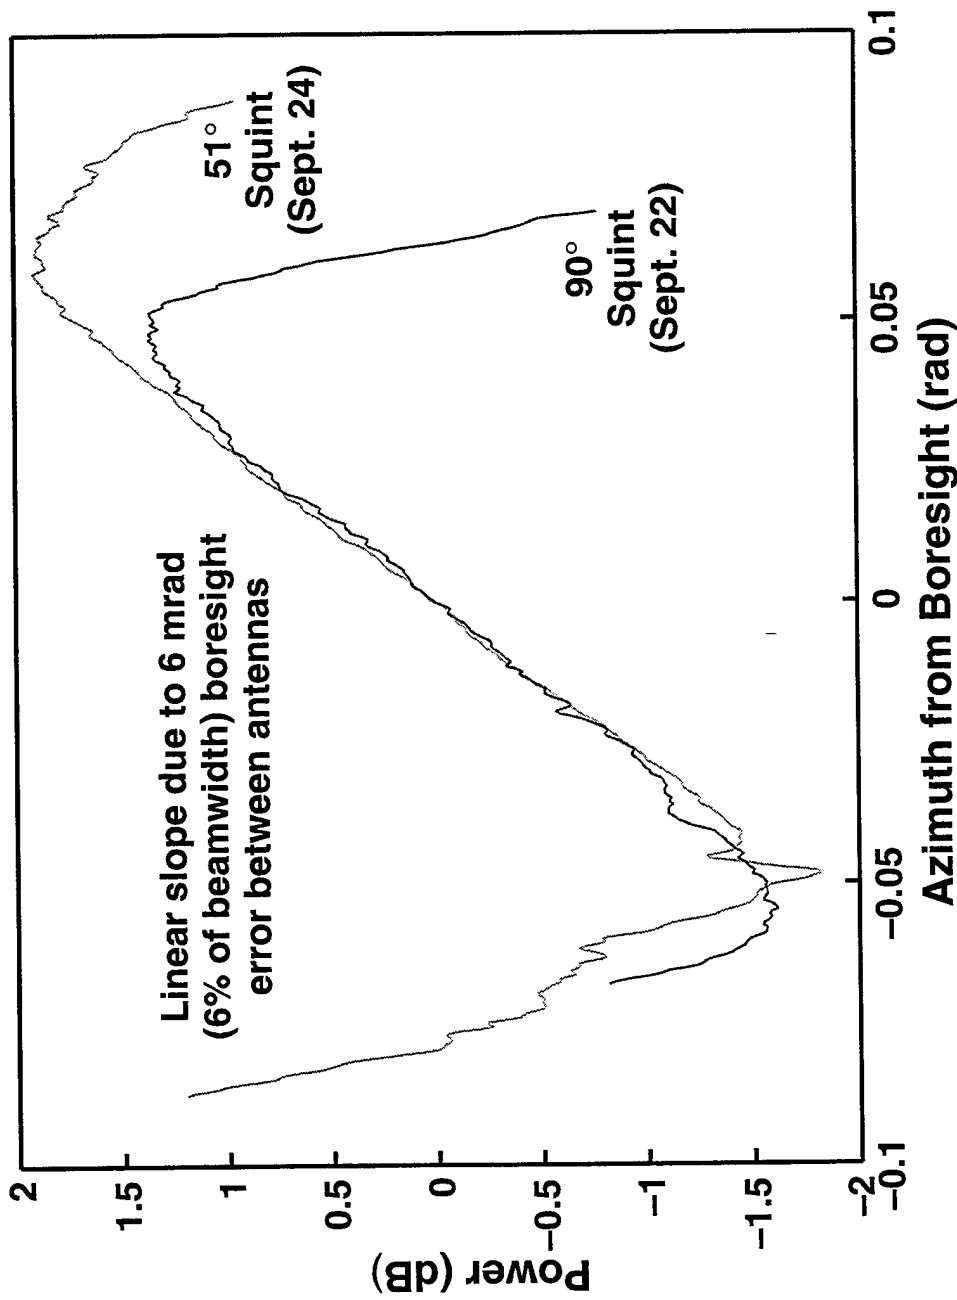 Linear slope due to 6 mrad
(6% of beamwidth) boresight
error between antennas
51°
Squint
(Sept. 24)
90°
Squint
(Sept. 22)
Power (dB)
2
1.5
1
0.5
0
−0.5
−1
−1.5
−2
−0.1
−0.05
0
0.05
0.1
Azimuth from Boresight (rad)